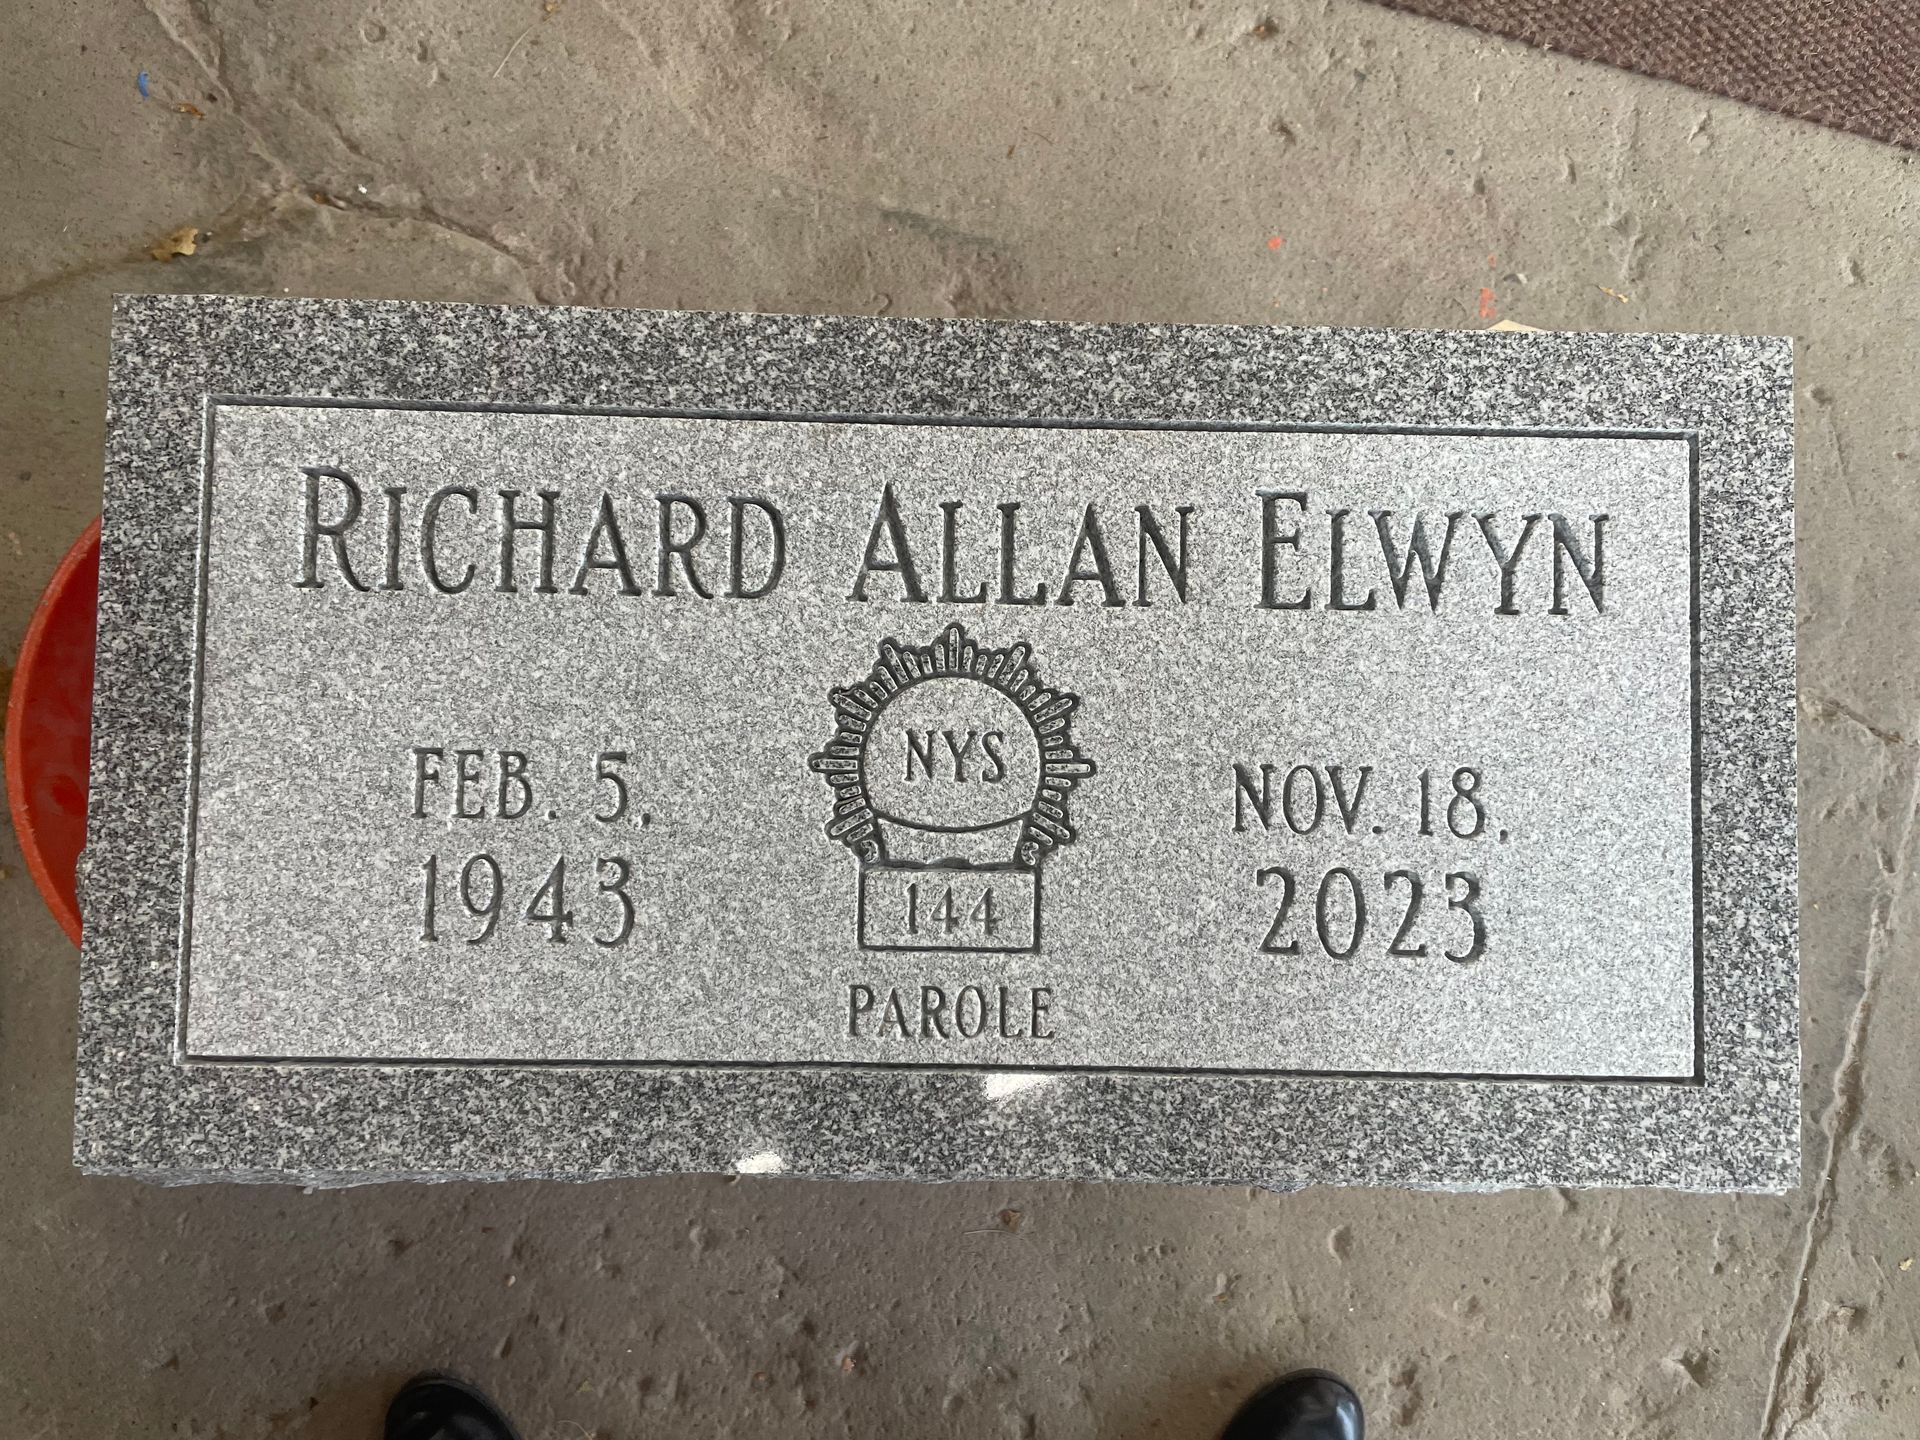 RICHARD ALLAN ELWYN
NYS
FEB. 5,
1943
NOV. 18,
2023
144
PAROLE